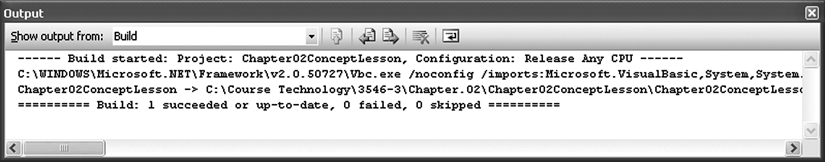 Output
Show output from: Build
------ Build started: Project: Chapter02ConceptLesson, Configuration: Release Any CPU ------
C:\WINDOWS\Microsoft.NET\Framework\v2.0.50727\Vbc.exe /noconfig /imports:Microsoft.VisualBasic,System,System.
Chapter02ConceptLesson -> C:\Course Technology\3546-3\Chapter.02\Chapter02ConceptLesson\Chapter02ConceptLesso
========== Build: 1 succeeded or up-to-date, 0 failed, 0 skipped ==========